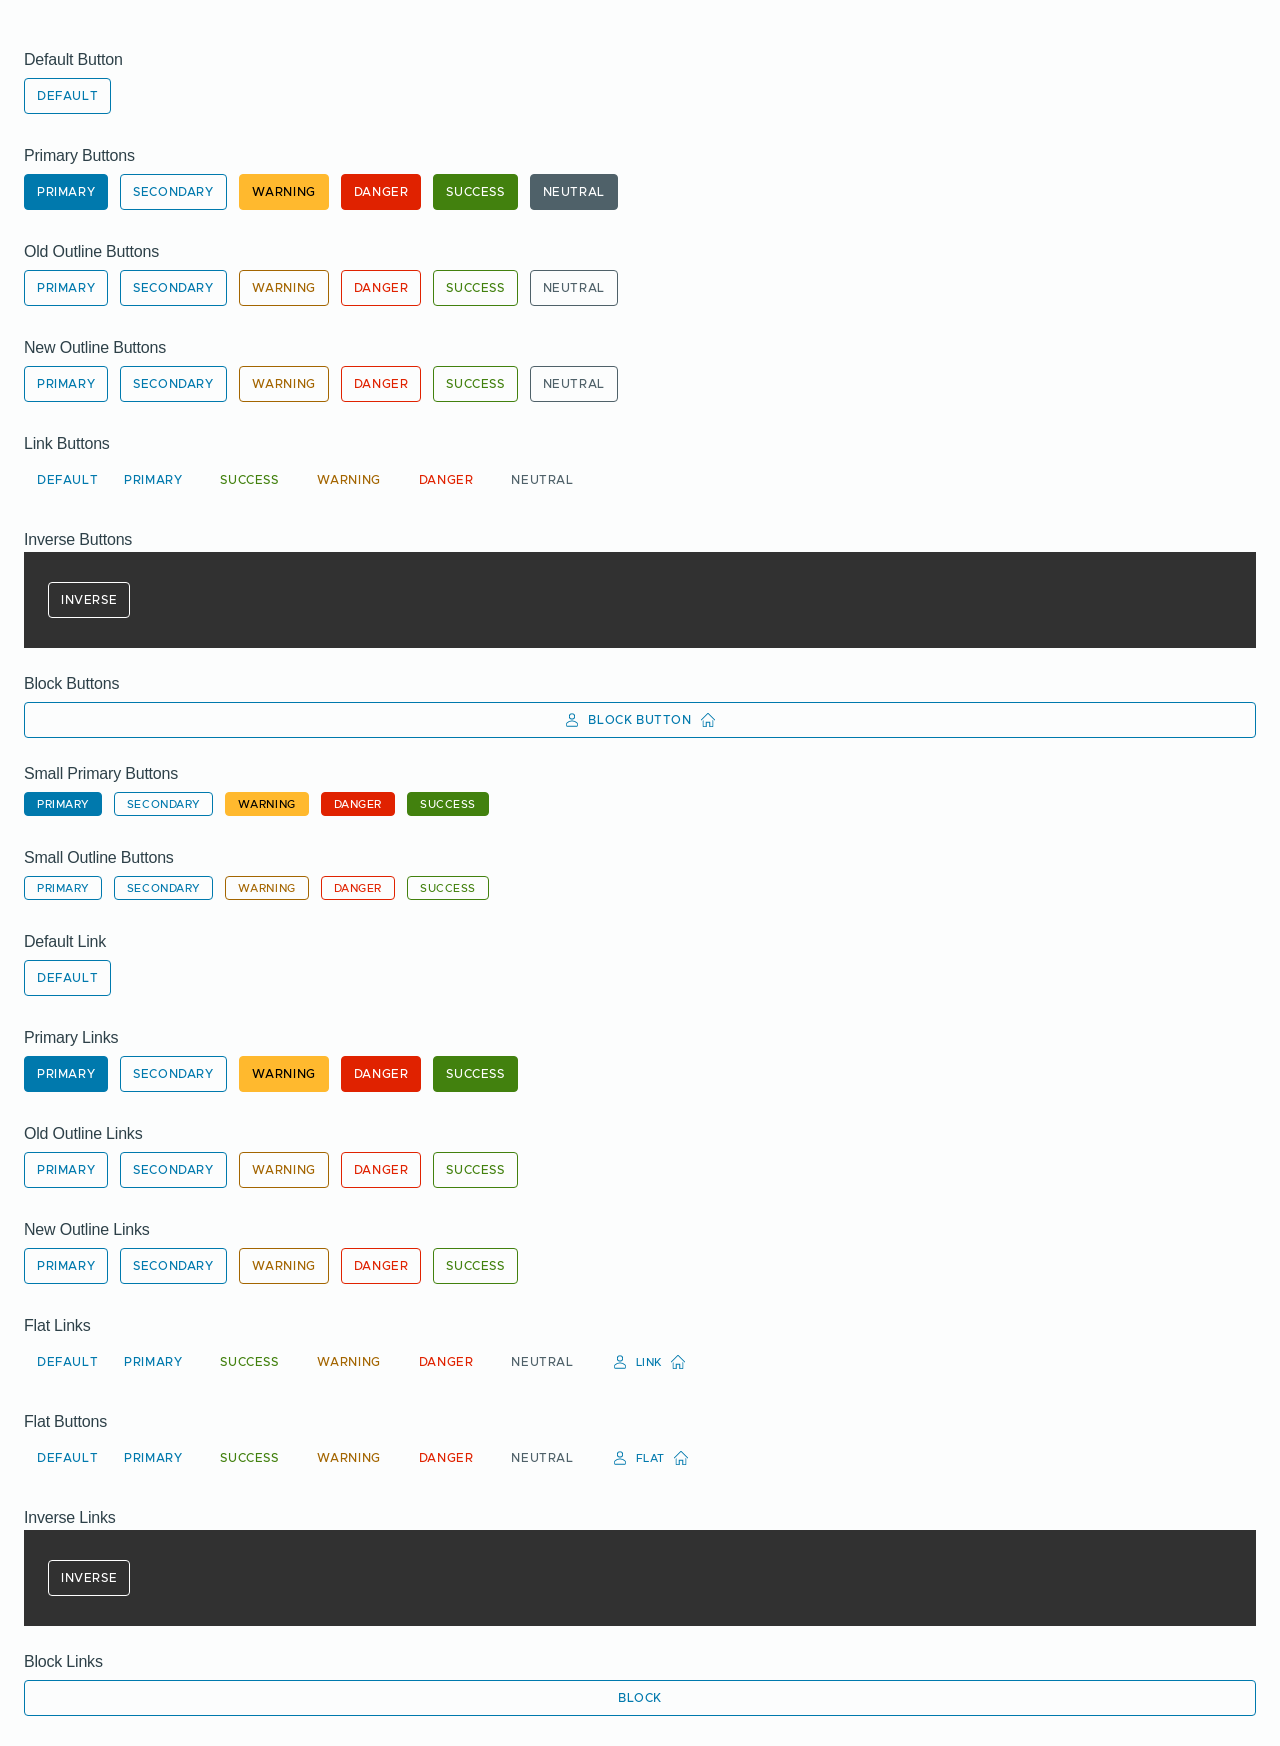 Default Button
DEFAULT
Primary Buttons
PRIMARY SECONDARY WARNING DANGER SUCCESS NEUTRAL
Old Outline Buttons
PRIMARY SECONDARY WARNING DANGER SUCCESS NEUTRAL
New Outline Buttons
PRIMARY SECONDARY WARNING DANGER SUCCESS NEUTRAL
Link Buttons
DEFAULT PRIMARY SUCCESS WARNING DANGER NEUTRAL
Inverse Buttons
INVERSE
Block Buttons
BLOCK BUTTON
Small Primary Buttons
PRIMARY SECONDARY WARNING DANGER SUCCESS
Small Outline Buttons
PRIMARY SECONDARY WARNING DANGER SUCCESS
Default Link
DEFAULT
Primary Links
PRIMARY SECONDARY WARNING DANGER SUCCESS
Old Outline Links
PRIMARY SECONDARY WARNING DANGER SUCCESS
New Outline Links
PRIMARY SECONDARY WARNING DANGER SUCCESS
Flat Links
DEFAULT PRIMARY SUCCESS WARNING DANGER NEUTRAL LINK
Flat Buttons
DEFAULT PRIMARY SUCCESS WARNING DANGER NEUTRAL FLAT
Inverse Links
INVERSE
Block Links
BLOCK